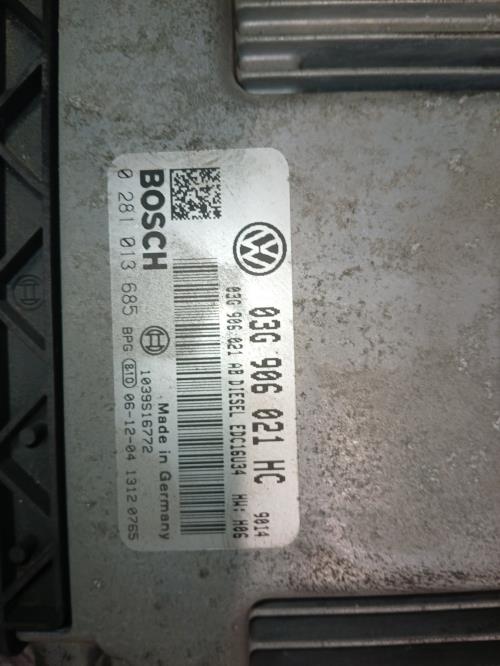 03G 906 021 HC 9014
03G 906 021 AB DIESEL EDC16U34 HW: H06
BOSCH
0 281 013 685 BPG 81D 06-12-04 1312 0765
Made in Germany
1039S16772